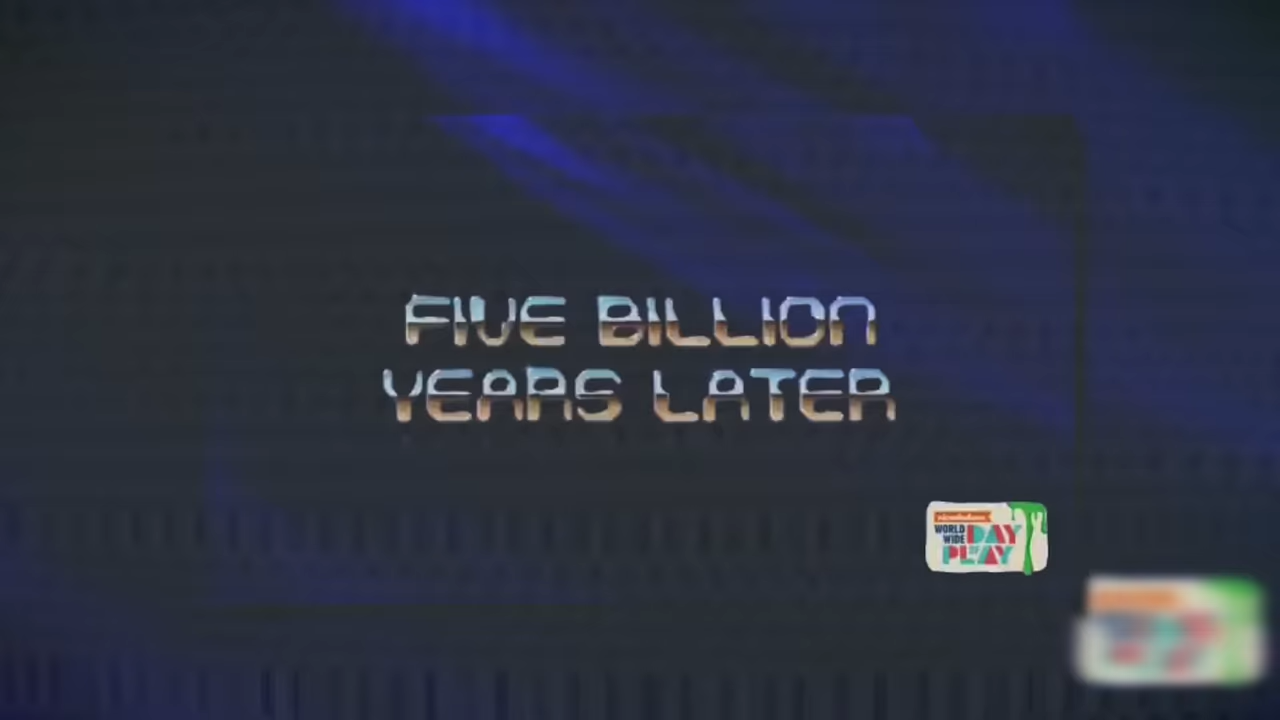 FIVE BILLION
YEARS LATER
nickelodeon
WORLD
WIDE
DAY
PLAY